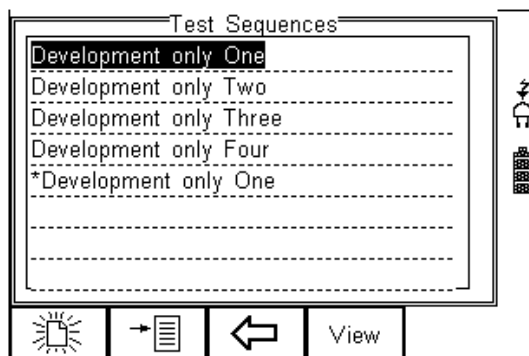 Test Sequences
Development only One
Development only Two
Development only Three
Development only Four
*Development only One
View